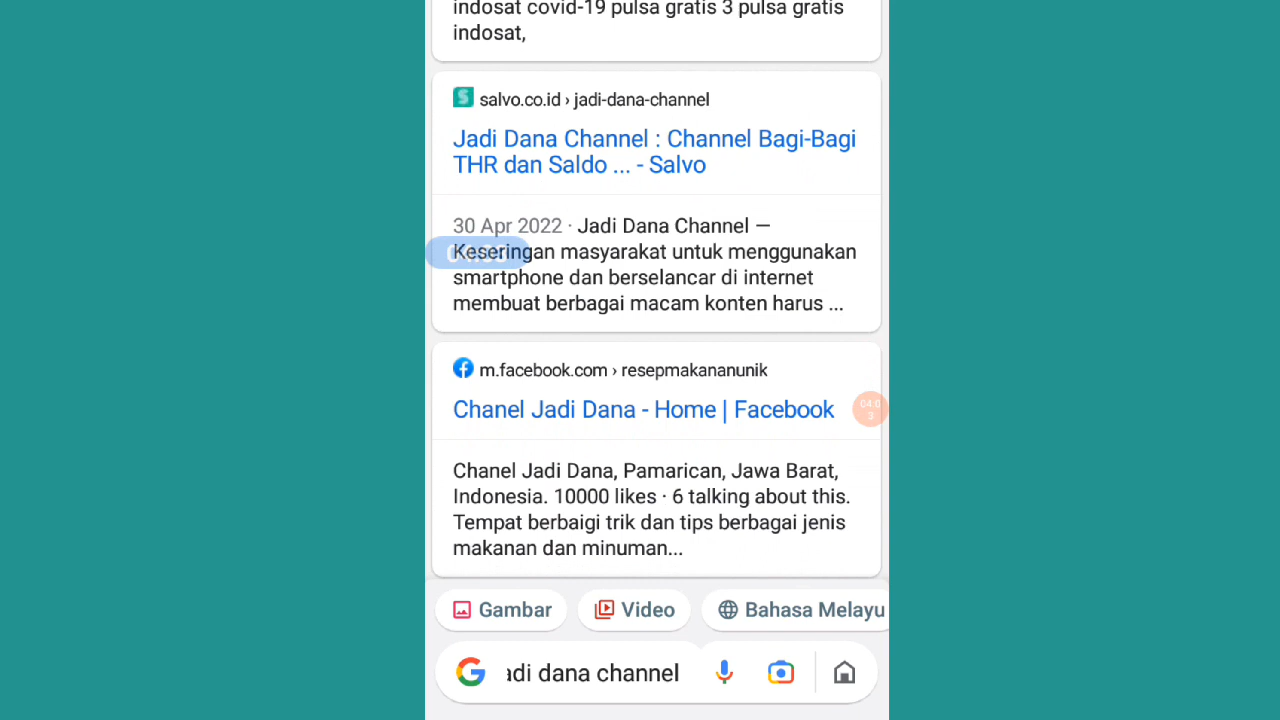 indosat covid-19 pulsa gratis 3 pulsa gratis
indosat,
salvo.co.id › jadi-dana-channel
Jadi Dana Channel : Channel Bagi-Bagi
THR dan Saldo ... - Salvo
30 Apr 2022 · Jadi Dana Channel —
Keseringan masyarakat untuk menggunakan
smartphone dan berselancar di internet
membuat berbagai macam konten harus ...
m.facebook.com › resepmakananunik
Chanel Jadi Dana - Home | Facebook
04:0
3
Chanel Jadi Dana, Pamarican, Jawa Barat,
Indonesia. 10000 likes · 6 talking about this.
Tempat berbaigi trik dan tips berbagai jenis
makanan dan minuman...
Gambar Video Bahasa Melayu
adi dana channel